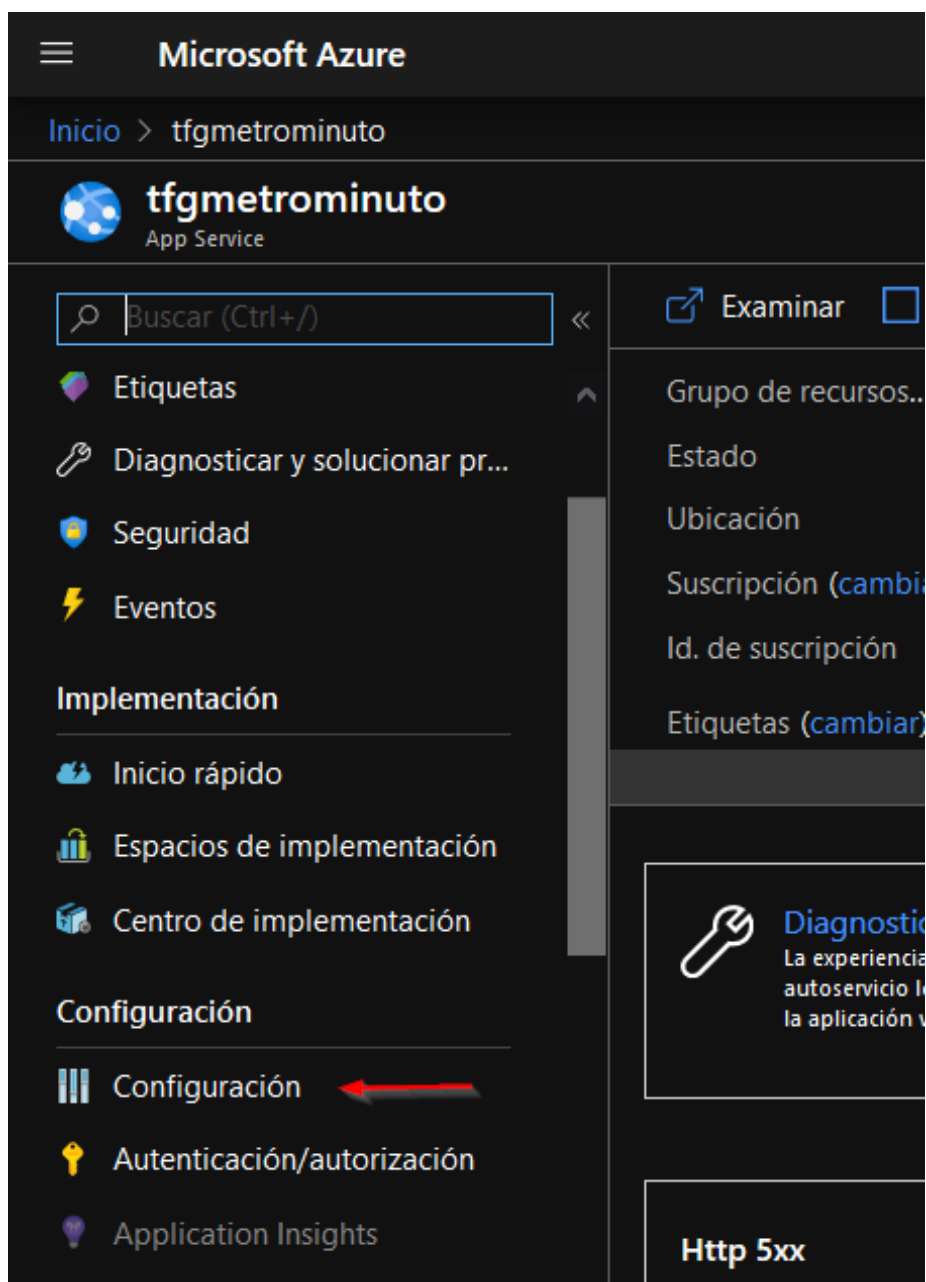 Microsoft Azure
Inicio > tfgmetrominuto
tfgmetrominuto
App Service
Buscar (Ctrl+/)
«
Etiquetas
Diagnosticar y solucionar pr...
Seguridad
Eventos
Implementación
Inicio rápido
Espacios de implementación
Centro de implementación
Configuración
Configuración
Autenticación/autorización
Application Insights
Examinar
Grupo de recursos...
Estado
Ubicación
Suscripción (cambia
Id. de suscripción
Etiquetas (cambiar)
Diagnostic
La experiencia
autoservicio l
la aplicación v
Http 5xx